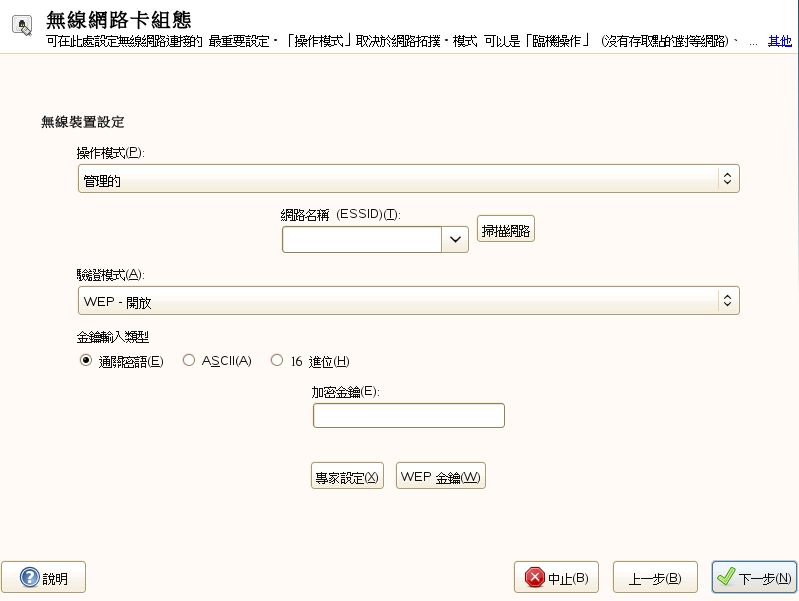 無線網路卡組態
可在此處設定無線網路連接的 最重要設定。「操作模式」取決於網路拓撲。模式 可以是「臨機操作」 (沒有存取點的對等網路)、 ... 其他
無線裝置設定
操作模式(P):
管理的
網路名稱 (ESSID)(T):
掃描網路
驗證模式(A):
WEP - 開放
金鑰輸入類型
通關密語(E) ASCII(A) 16 進位(H)
加密金鑰(E):
專家設定(X) WEP 金鑰(W)
說明 中止(B) 上一步(B) 下一步(N)